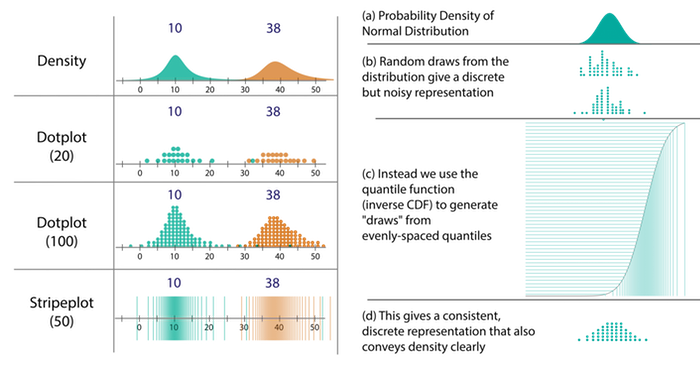 10 38
Density
0 10 20 30 40 50
10 38
Dotplot
(20)
0 10 20 30 40 50
10 38
Dotplot
(100)
0 10 20 30 40 50
10 38
Stripeplot
(50)
0 10 20 30 40 50
(a) Probability Density of
Normal Distribution
(b) Random draws from the
distribution give a discrete
but noisy representation
(c) Instead we use the
quantile function
(inverse CDF) to generate
"draws" from
evenly-spaced quantiles
(d) This gives a consistent,
discrete representation that also
conveys density clearly